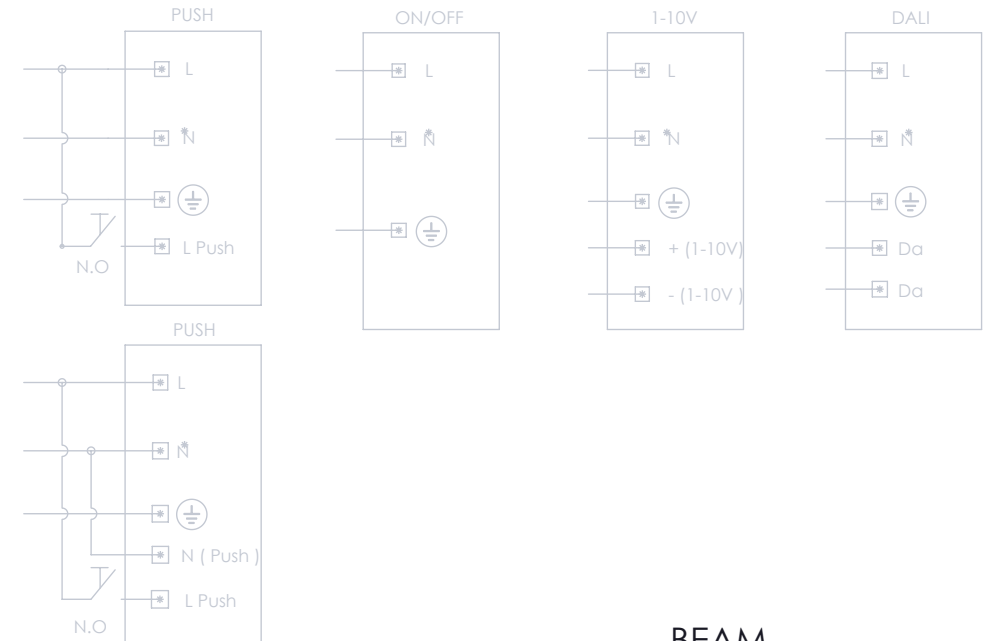 PUSH
L
*N
L Push
N.O
ON/OFF
L
N*
1-10V
L
*N
+ (1-10V)
- (1-10V )
DALI
L
N*
Da
Da
PUSH
L
N*
N ( Push )
L Push
N.O
BEAM